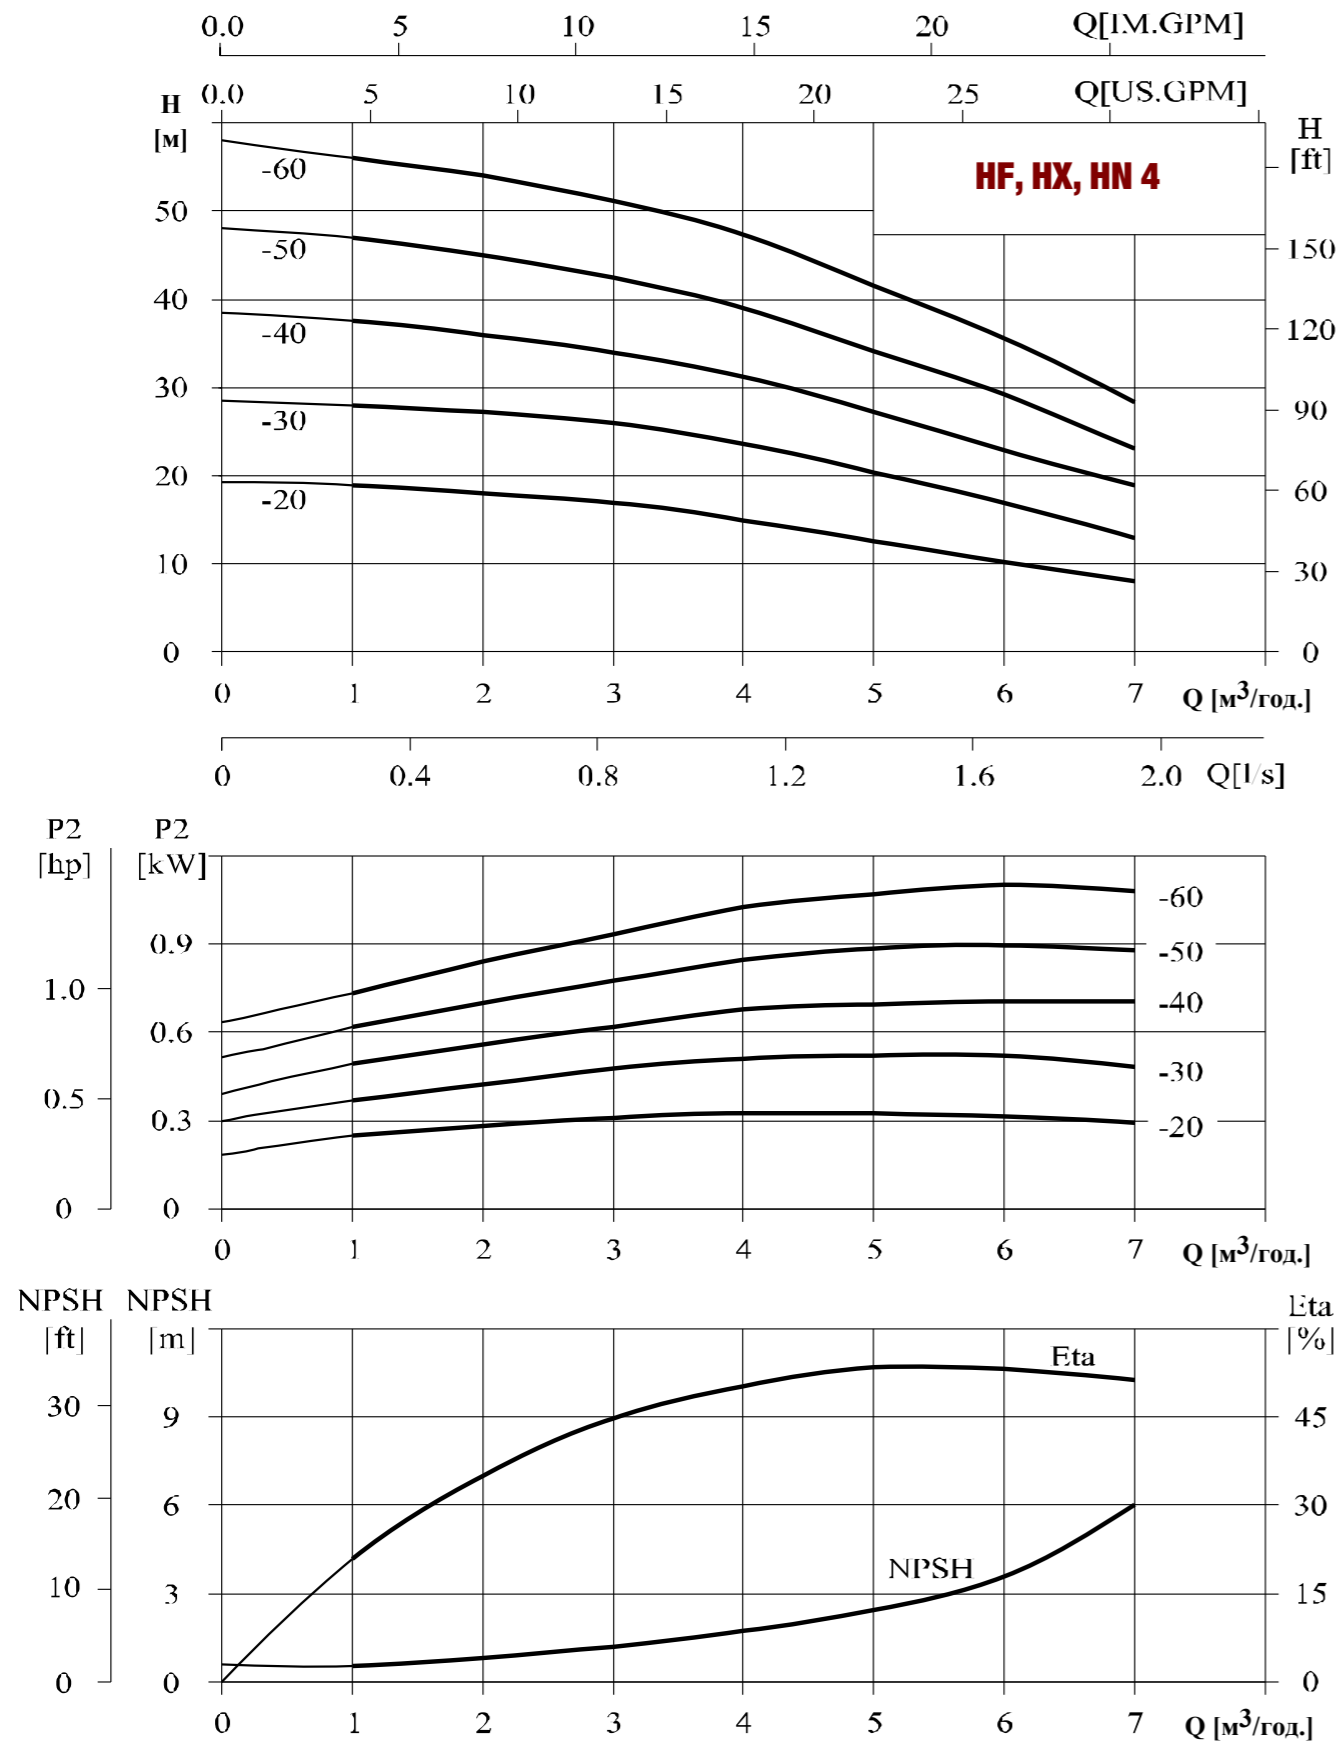 0.0 5 10 15 20 Q[IM.GPM]
0.0 5 10 15 20 25 Q[US.GPM]
H
[м]
H
[ft]
HF, HX, HN 4
-60
50
-50
150
40
-40
120
30
-30
90
20
-20
60
10
30
0
0
0 1 2 3 4 5 6 7 Q [м³/год.]
0 0.4 0.8 1.2 1.6 2.0 Q[l/s]
P2 P2
[hp] [kW]
-60
0.9
-50
1.0
-40
0.6
-30
0.5
0.3
-20
0 0
0 1 2 3 4 5 6 7 Q [м³/год.]
NPSH NPSH Eta
[ft] [m] [%]
Eta
30 9 45
20 6 30
NPSH
10 3 15
0 0 0
0 1 2 3 4 5 6 7 Q [м³/год.]